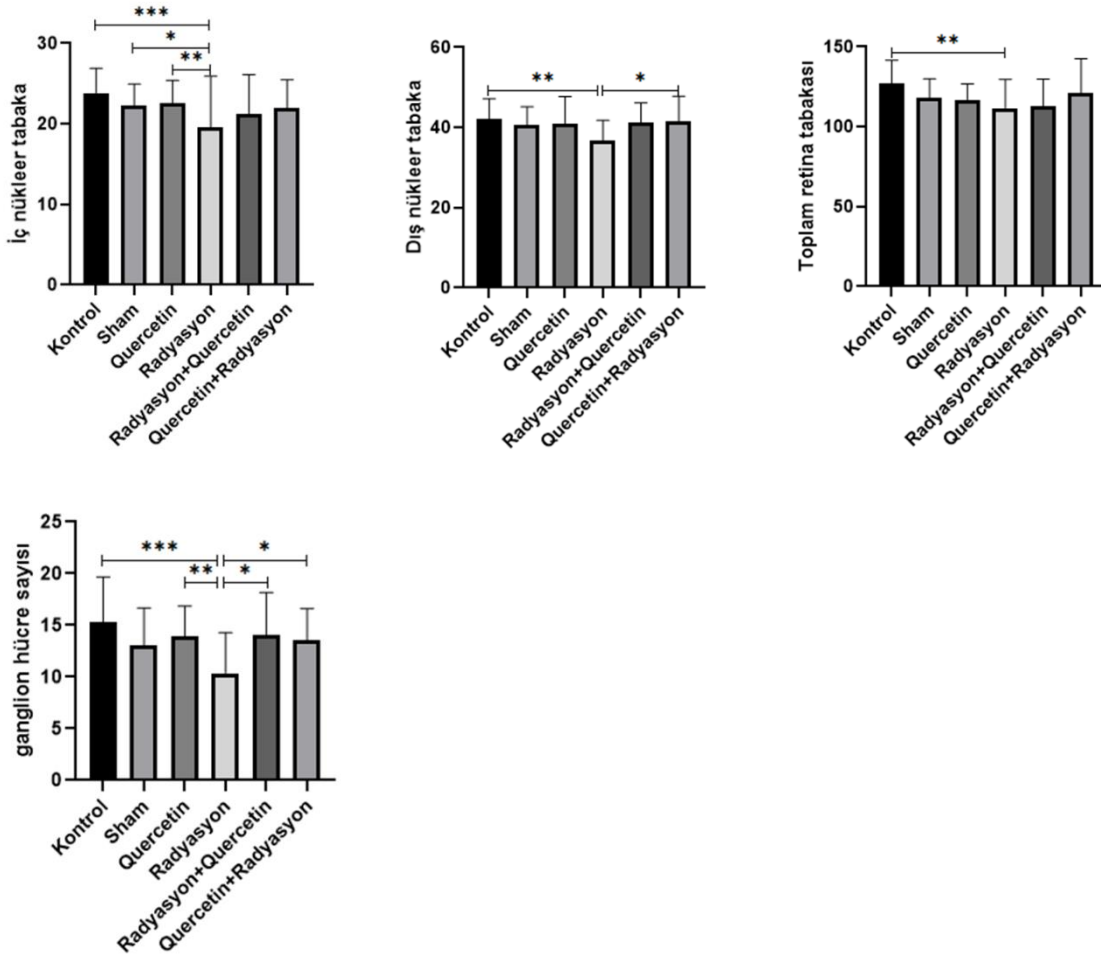 ***
*
**
30
20
10
0
İç nükleer tabaka
Kontrol
Sham
Quercetin
Radyasyon
Radyasyon+Quercetin
Quercetin+Radyasyon
**
*
60
40
20
0
Dış nükleer tabaka
Kontrol
Sham
Quercetin
Radyasyon
Radyasyon+Quercetin
Quercetin+Radyasyon
**
150
100
50
0
Toplam retina tabakası
Kontrol
Sham
Quercetin
Radyasyon
Radyasyon+Quercetin
Quercetin+Radyasyon
***
*
**
*
25
20
15
10
5
0
ganglion hücre sayısı
Kontrol
Sham
Quercetin
Radyasyon
Radyasyon+Quercetin
Quercetin+Radyasyon